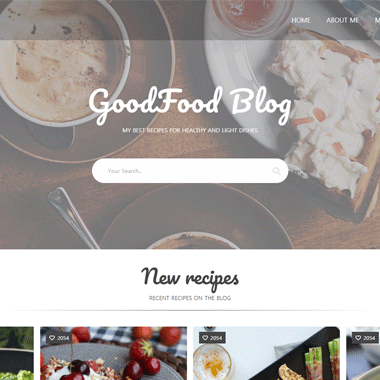 HOME ABOUT ME M
GoodFood Blog
MY BEST RECIPES FOR HEALTHY AND LIGHT DISHES
Your Search..
New recipes
RECENT RECIPES ON THE BLOG
2054 2054 2054